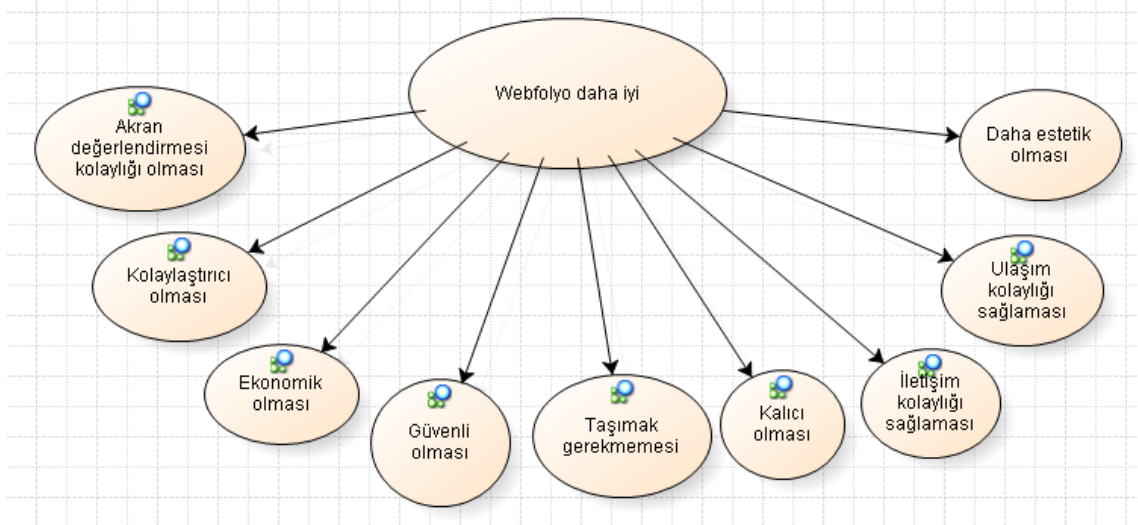 Webfolyo daha iyi
Akran
değerlendirmesi
kolaylığı olması
Daha estetik
olması
Kolaylaştırıcı
olması
Ulaşım
kolaylığı
sağlaması
Ekonomik
olması
Güvenli
olması
Taşımak
gerekmemesi
Kalıcı
olması
İletişim
kolaylığı
sağlaması